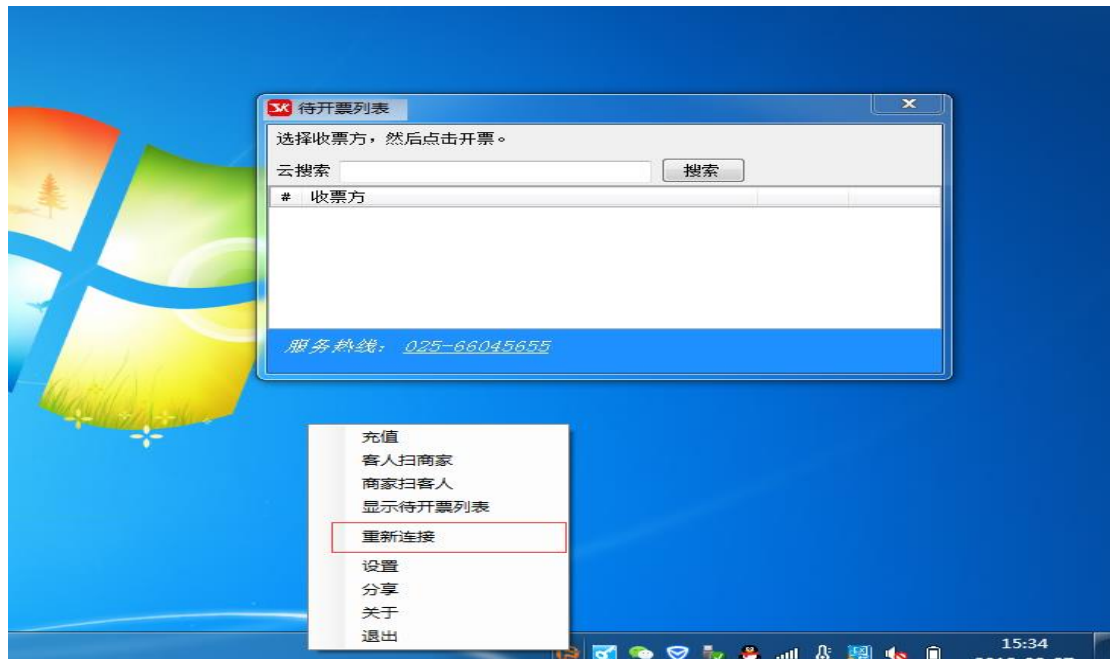 待开票列表
选择收票方，然后点击开票。
云搜索 搜索
# 收票方
服务热线：025-66045655
充值
客人扫商家
商家扫客人
显示待开票列表
重新连接
设置
分享
关于
退出
15:34